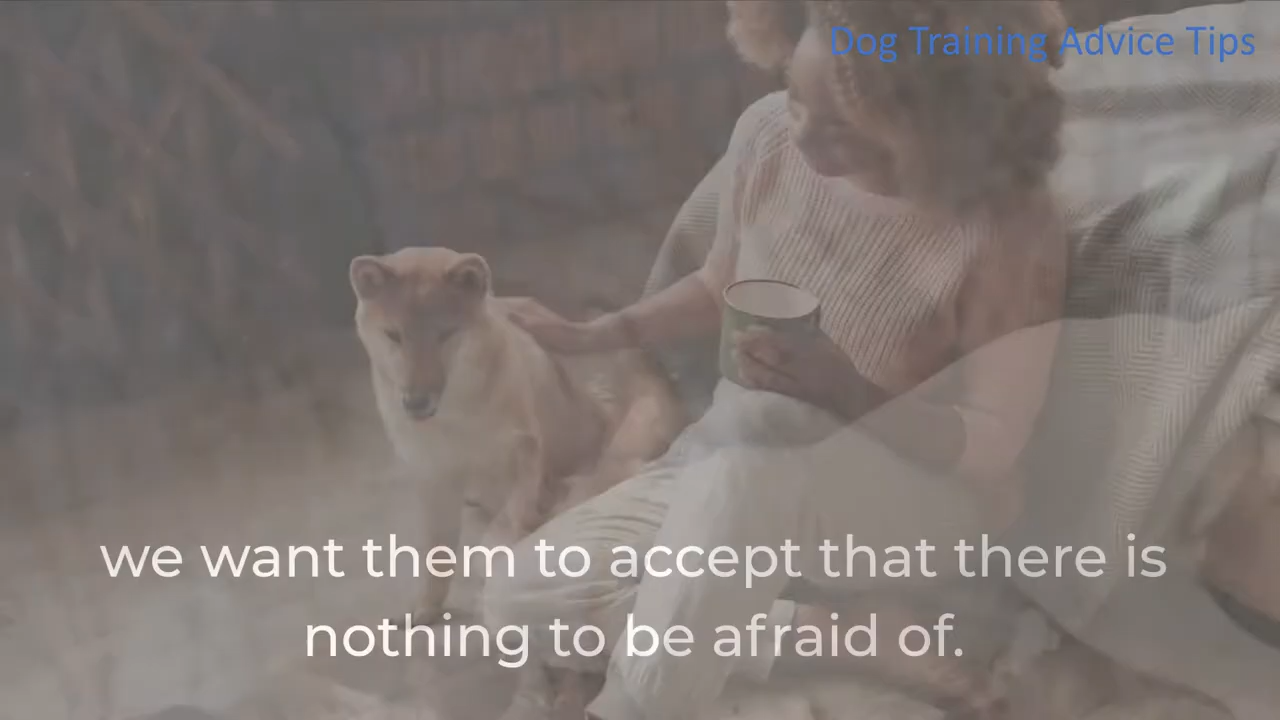 Dog Training Advice Tips
we want them to accept that there is
nothing to be afraid of.